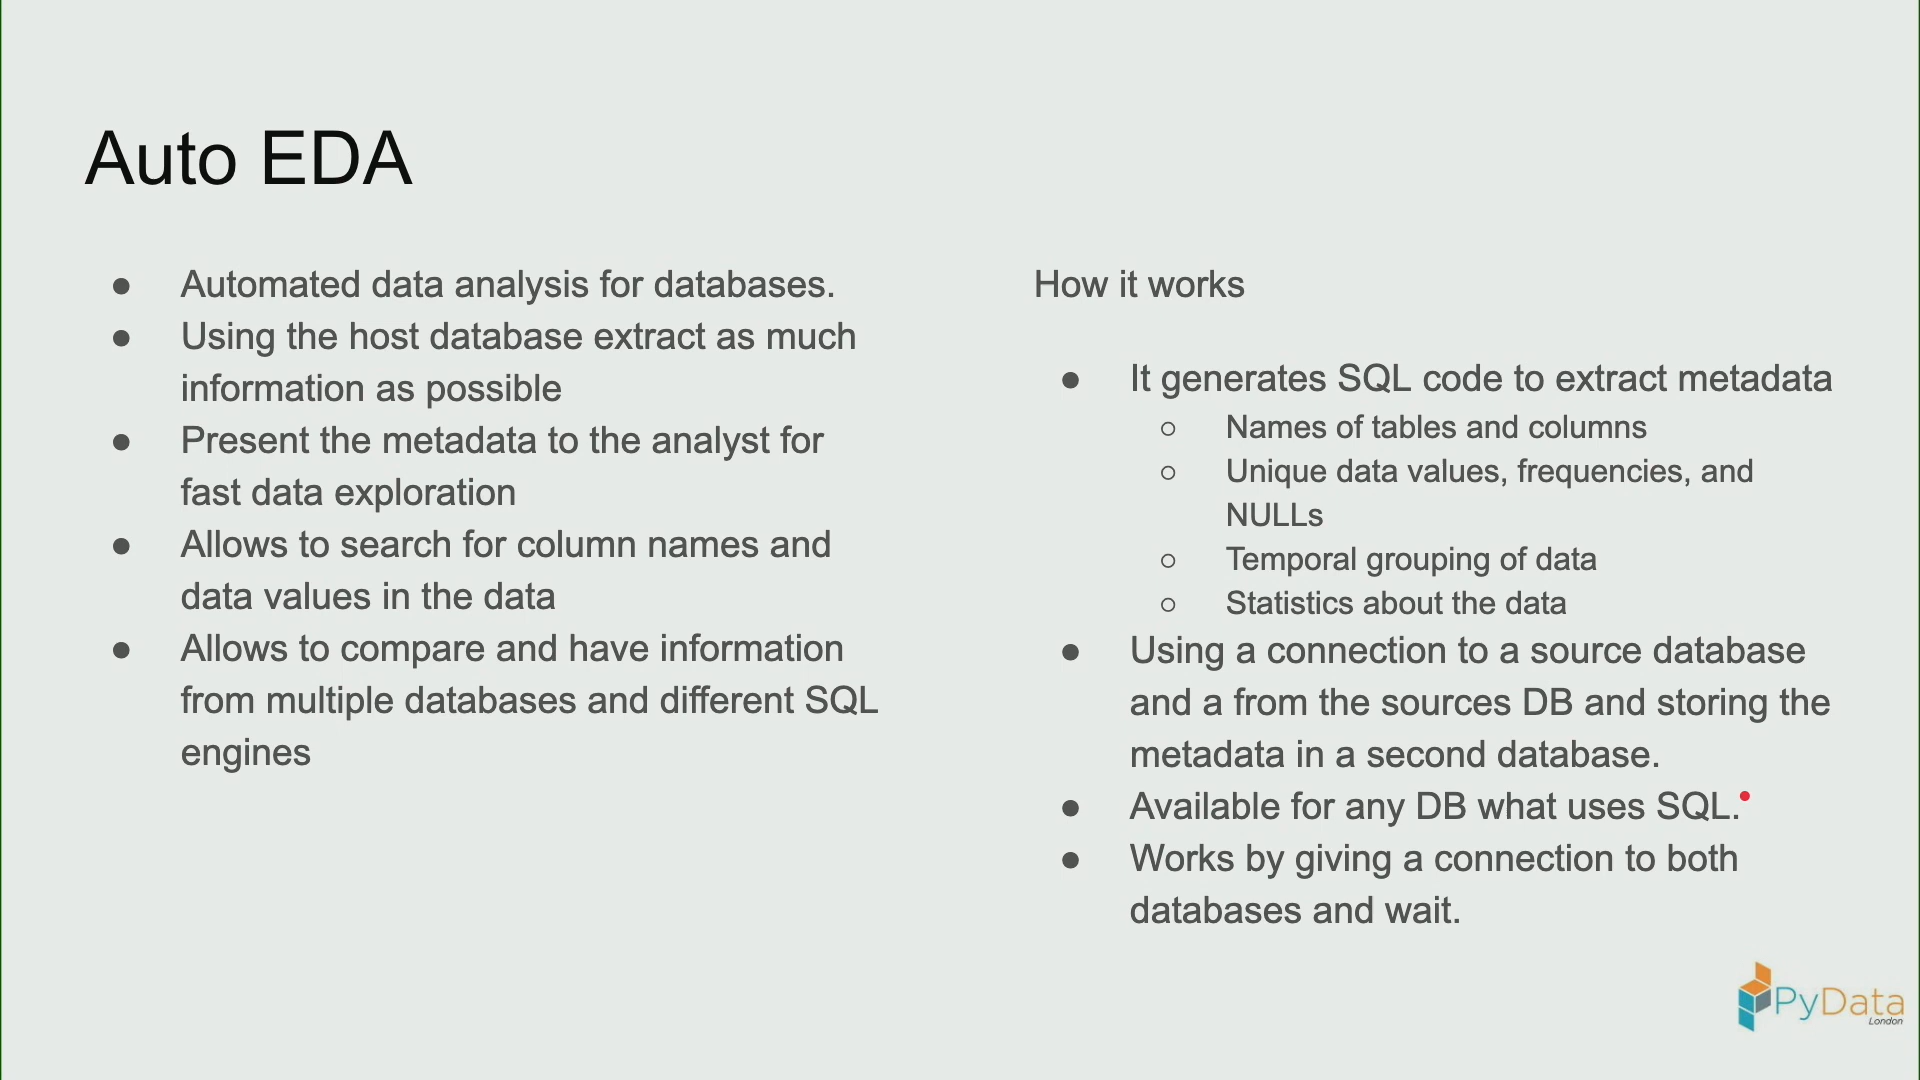 Auto EDA
● Automated data analysis for databases.
● Using the host database extract as much
information as possible
● Present the metadata to the analyst for
fast data exploration
● Allows to search for column names and
data values in the data
● Allows to compare and have information
from multiple databases and different SQL
engines
How it works
● It generates SQL code to extract metadata
○ Names of tables and columns
○ Unique data values, frequencies, and
NULLs
○ Temporal grouping of data
○ Statistics about the data
● Using a connection to a source database
and a from the sources DB and storing the
metadata in a second database.
● Available for any DB what uses SQL.
● Works by giving a connection to both
databases and wait.
PyData
London